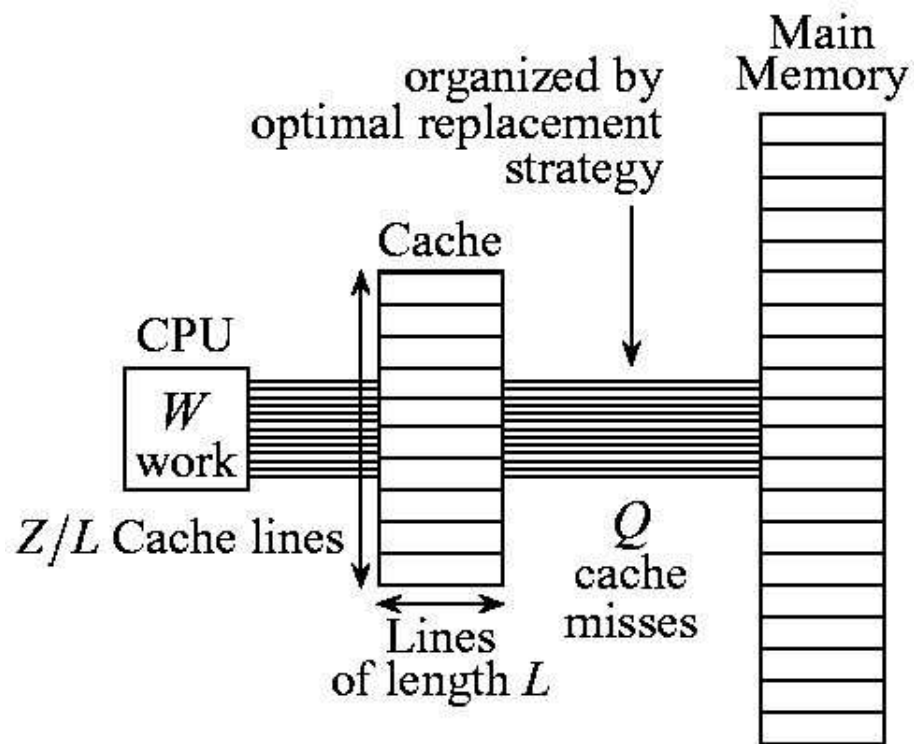 Main
Memory
organized by
optimal replacement
strategy
Cache
CPU
W
work
Z/L Cache lines
Q
cache
misses
Lines
of length L